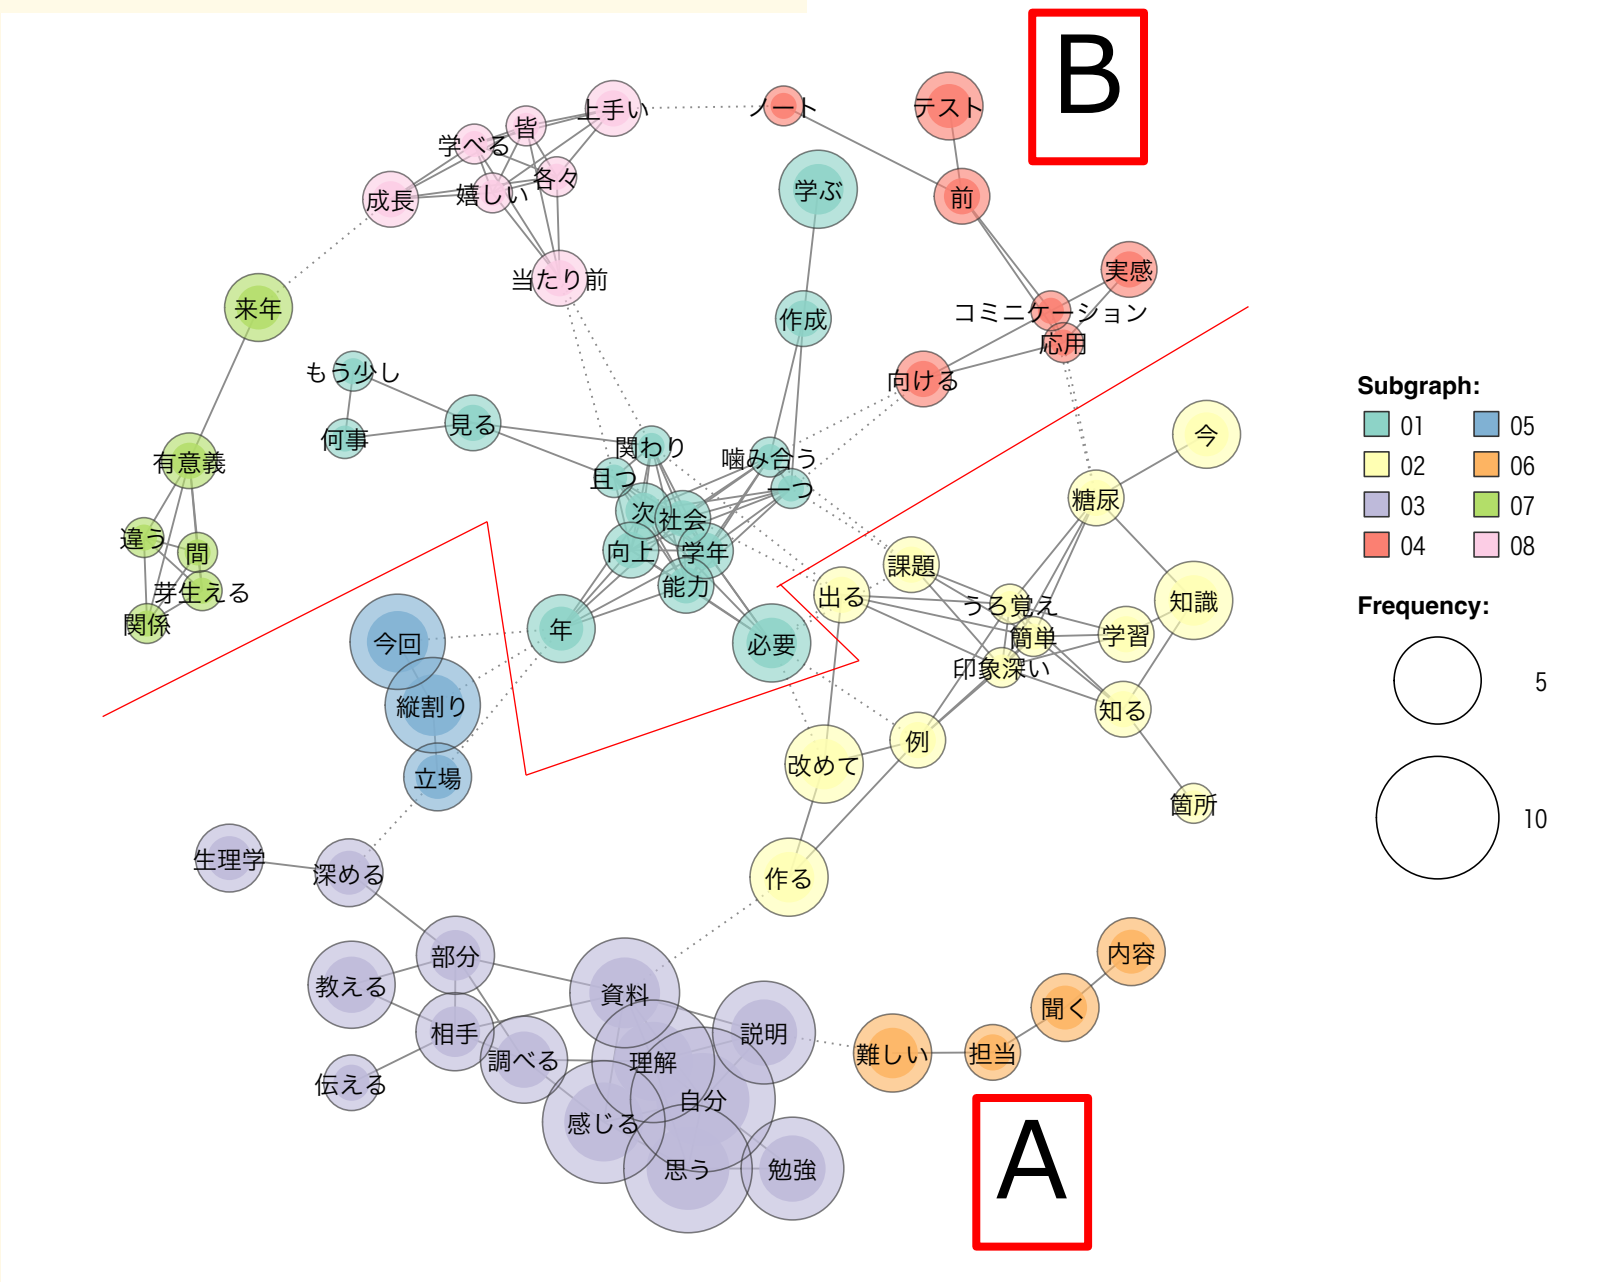 B
上手い
ノート
テスト
皆
学べる
各々
嬉しい
成長
学ぶ
前
当たり前
実感
来年
作成
コミニケーション
応用
もう少し
向ける
見る
何事
関わり
噛み合う
有意義
且つ
一つ
今
糖尿
次
社会
違う
間
向上
学年
能力
課題
芽生える
出る
うろ覚え
知識
関係
今回
年
必要
簡単
学習
印象深い
縦割り
知る
例
改めて
立場
箇所
生理学
深める
作る
部分
教える
資料
内容
聞く
相手
説明
調べる
理解
難しい
担当
伝える
自分
感じる
思う
勉強
A
Subgraph:
01 05
02 06
03 07
04 08
Frequency:
5
10